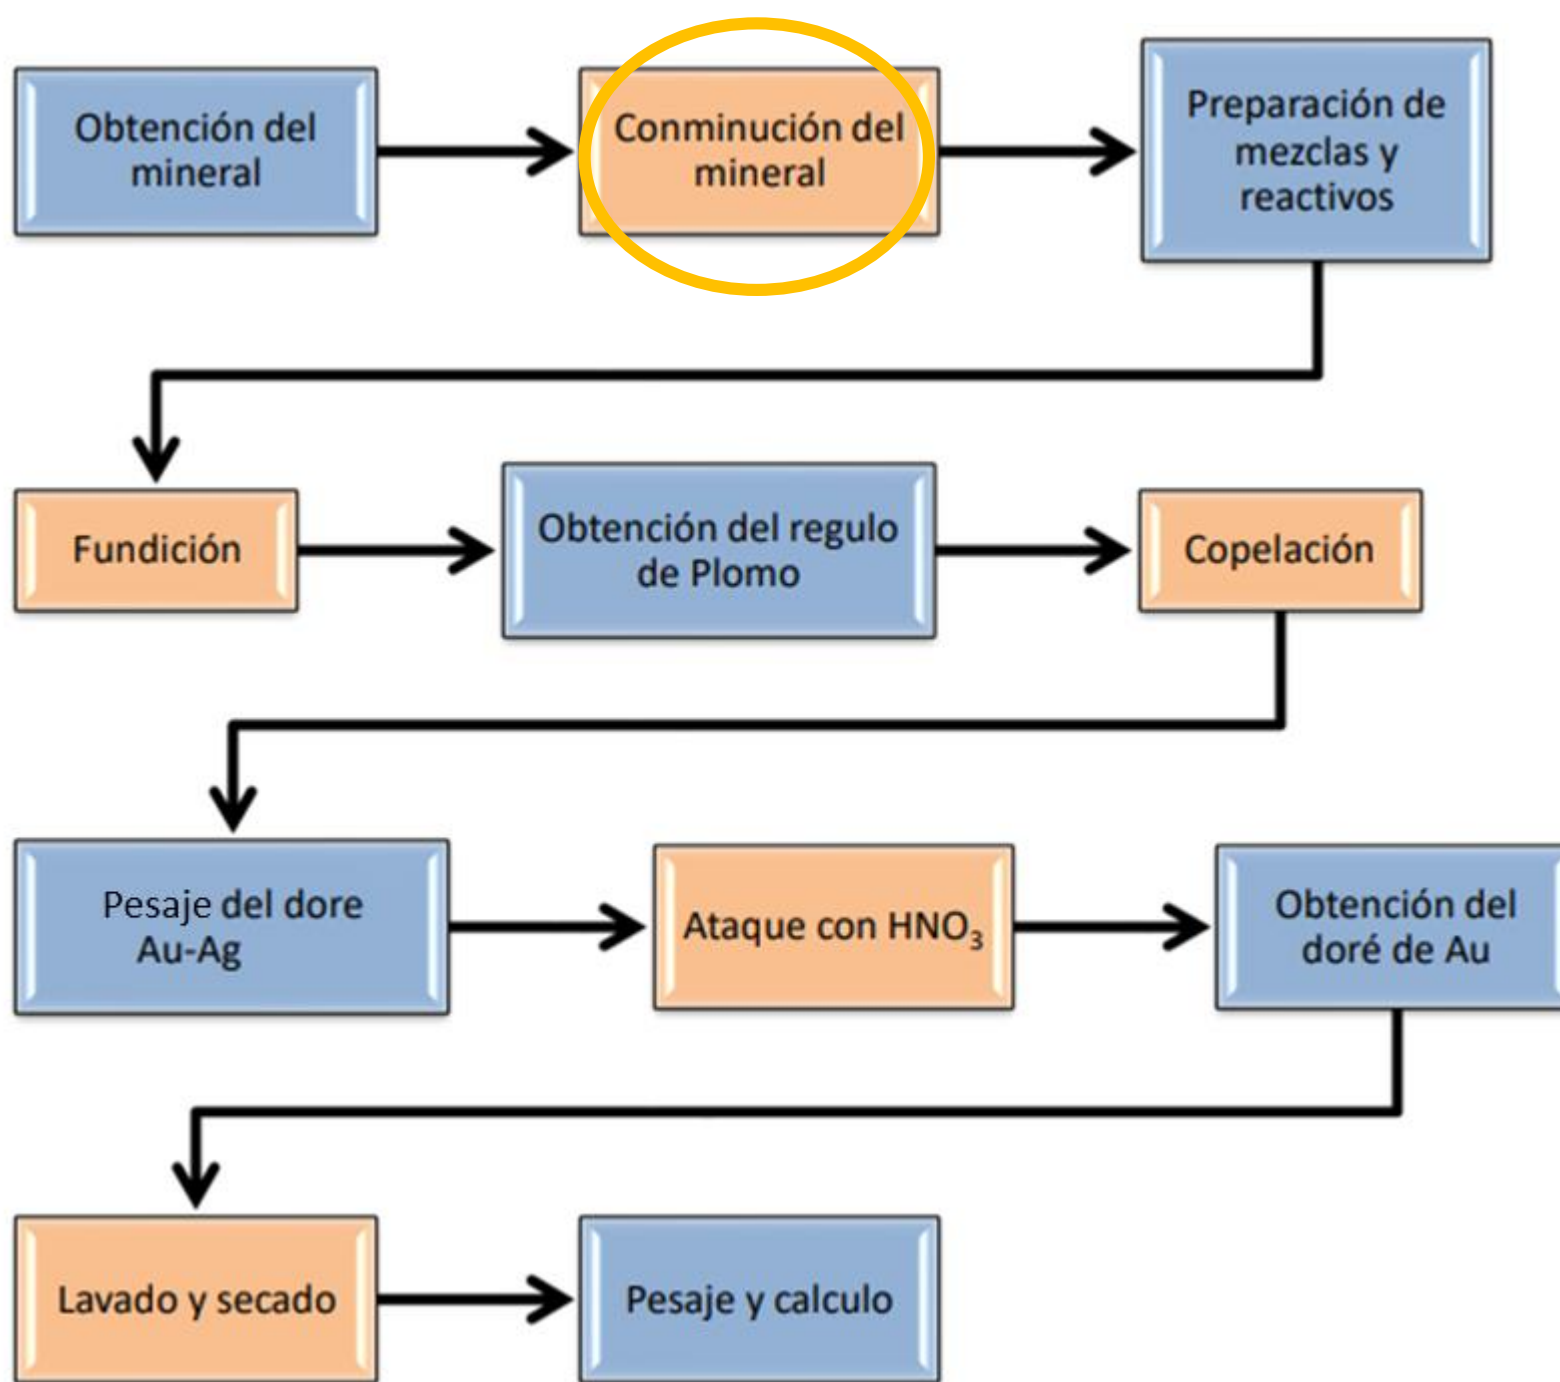 Obtención del
mineral
Conminución del
mineral
Preparación de
mezclas y
reactivos
Fundición
Obtención del regulo
de Plomo
Copelación
Pesaje del dore
Au-Ag
Ataque con HNO₃
Obtención del
doré de Au
Lavado y secado
Pesaje y calculo